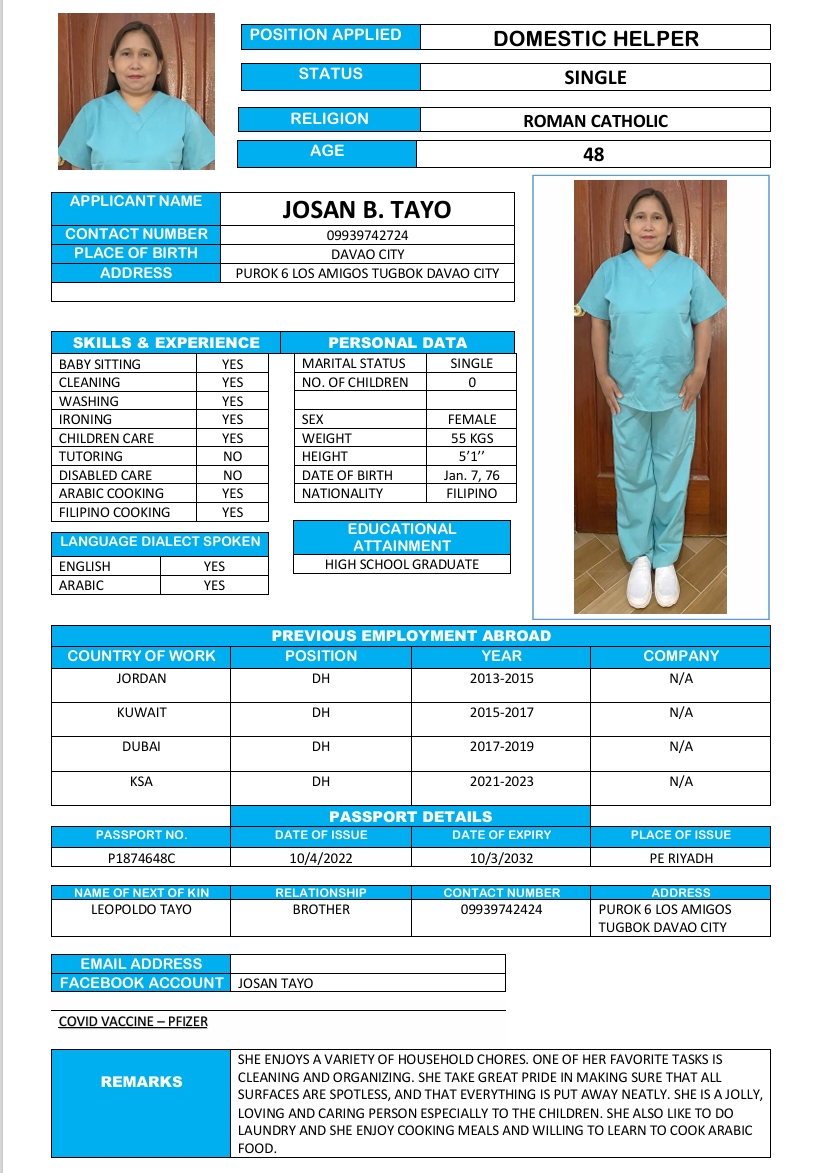 POSITION APPLIED DOMESTIC HELPER
STATUS SINGLE
RELIGION ROMAN CATHOLIC
AGE 48
APPLICANT NAME JOSAN B. TAYO
CONTACT NUMBER 09939742724
PLACE OF BIRTH DAVAO CITY
ADDRESS PUROK 6 LOS AMIGOS TUGBOK DAVAO CITY
SKILLS & EXPERIENCE
BABY SITTING YES
CLEANING YES
WASHING YES
IRONING YES
CHILDREN CARE YES
TUTORING NO
DISABLED CARE NO
ARABIC COOKING YES
FILIPINO COOKING YES
LANGUAGE DIALECT SPOKEN
ENGLISH YES
ARABIC YES
PERSONAL DATA
MARITAL STATUS SINGLE
NO. OF CHILDREN 0
SEX FEMALE
WEIGHT 55 KGS
HEIGHT 5’1’’
DATE OF BIRTH Jan. 7, 76
NATIONALITY FILIPINO
EDUCATIONAL
ATTAINMENT
HIGH SCHOOL GRADUATE
PREVIOUS EMPLOYMENT ABROAD
COUNTRY OF WORK POSITION YEAR COMPANY
JORDAN DH 2013-2015 N/A
KUWAIT DH 2015-2017 N/A
DUBAI DH 2017-2019 N/A
KSA DH 2021-2023 N/A
PASSPORT DETAILS
PASSPORT NO. DATE OF ISSUE DATE OF EXPIRY PLACE OF ISSUE
P1874648C 10/4/2022 10/3/2032 PE RIYADH
NAME OF NEXT OF KIN RELATIONSHIP CONTACT NUMBER ADDRESS
LEOPOLDO TAYO BROTHER 09939742424 PUROK 6 LOS AMIGOS
TUGBOK DAVAO CITY
EMAIL ADDRESS
FACEBOOK ACCOUNT JOSAN TAYO
COVID VACCINE – PFIZER
REMARKS
SHE ENJOYS A VARIETY OF HOUSEHOLD CHORES. ONE OF HER FAVORITE TASKS IS
CLEANING AND ORGANIZING. SHE TAKE GREAT PRIDE IN MAKING SURE THAT ALL
SURFACES ARE SPOTLESS, AND THAT EVERYTHING IS PUT AWAY NEATLY. SHE IS A JOLLY,
LOVING AND CARING PERSON ESPECIALLY TO THE CHILDREN. SHE ALSO LIKE TO DO
LAUNDRY AND SHE ENJOY COOKING MEALS AND WILLING TO LEARN TO COOK ARABIC
FOOD.